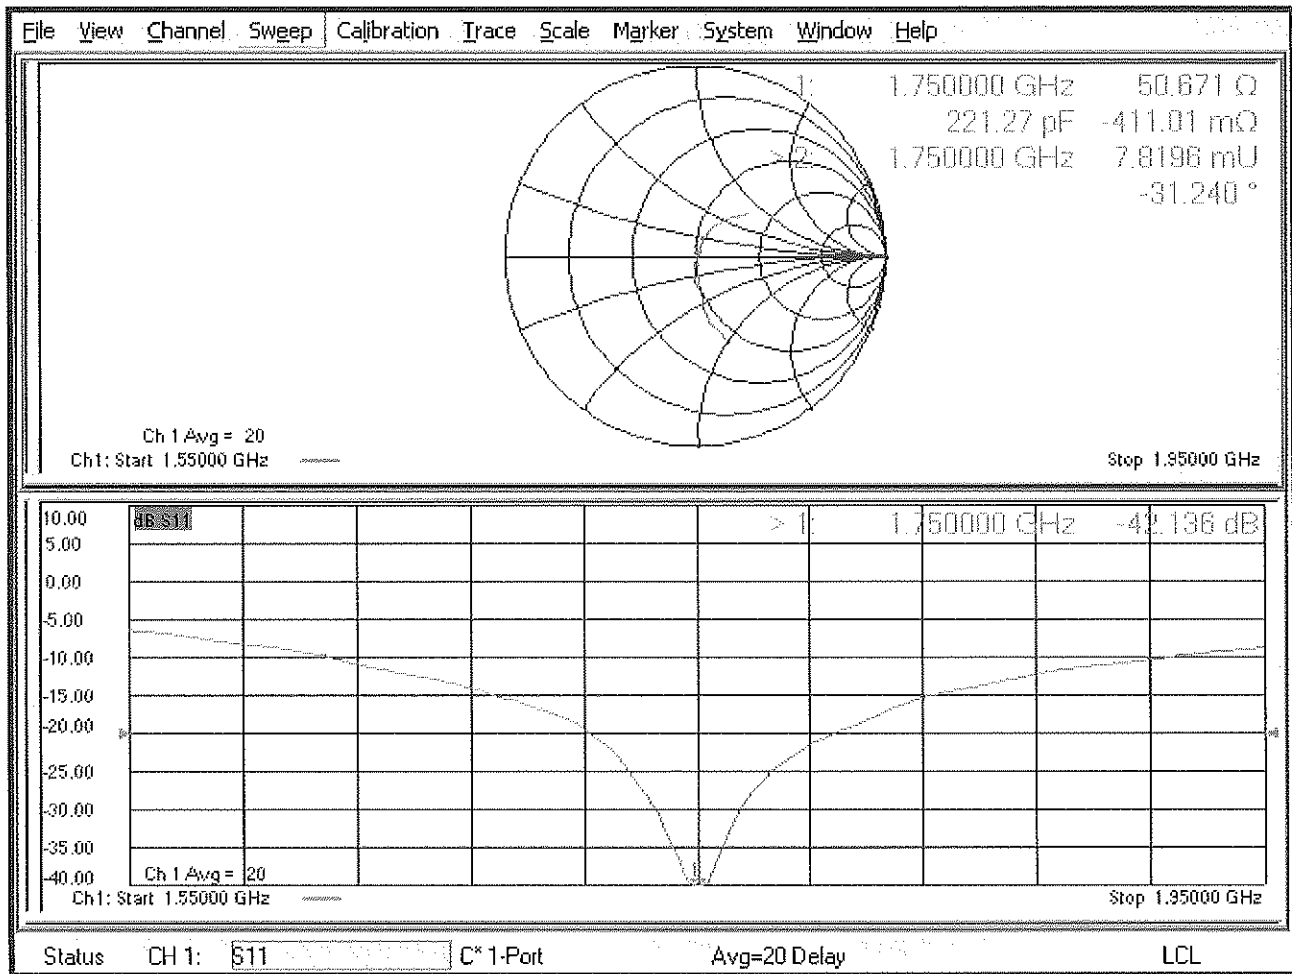 File View Channel Sweep Calibration Trace Scale Marker System Window Help
1: 1.750000 GHz 50.671 Ω
221.27 pF -411.01 mΩ
>2: 1.750000 GHz 7.8196 mU
-31.240 °
Ch 1 Avg = 20
Ch1: Start 1.55000 GHz
Stop 1.95000 GHz
10.00
dB S11
> 1: 1.750000 GHz -42.136 dB
5.00
0.00
-5.00
-10.00
-15.00
-20.00
-25.00
-30.00
-35.00
-40.00
Ch 1 Avg = 20
1
Ch1: Start 1.55000 GHz
Stop 1.95000 GHz
Status CH 1: S11 C* 1-Port Avg=20 Delay LCL